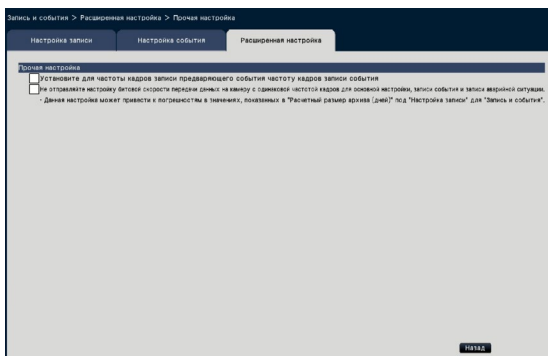 Запись и события > Расширенная настройка > Прочая настройка
Настройка записи
Настройка события
Расширенная настройка
Прочая настройка
Установите для частоты кадров записи предваряющего события частоту кадров записи события
Не отправляйте настройку битовой скорости передачи данных на камеру с одинаковой частотой кадров для основной настройки, записи события и записи аварийной ситуации.
· Данная настройка может привести к погрешностям в значениях, показанных в "Расчетный размер архива (дней)" под "Настройка записи" для "Запись и события".
Назад